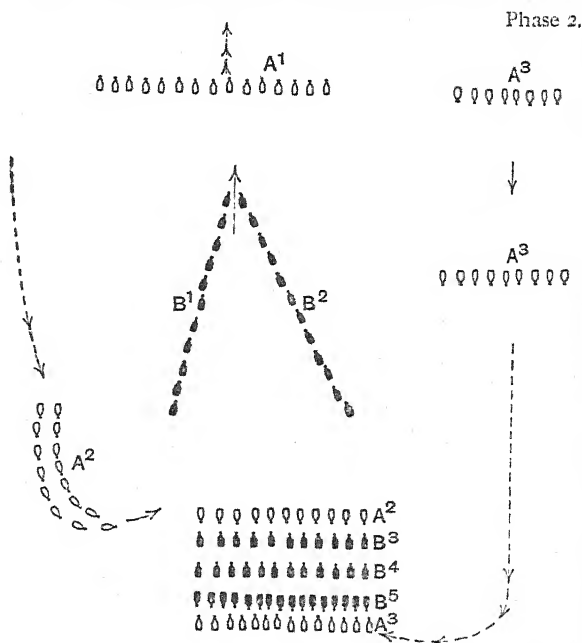 Phase 2.
A¹
A³
A³
B¹ B²
A²
A²
B³
B⁴
B⁵
A³